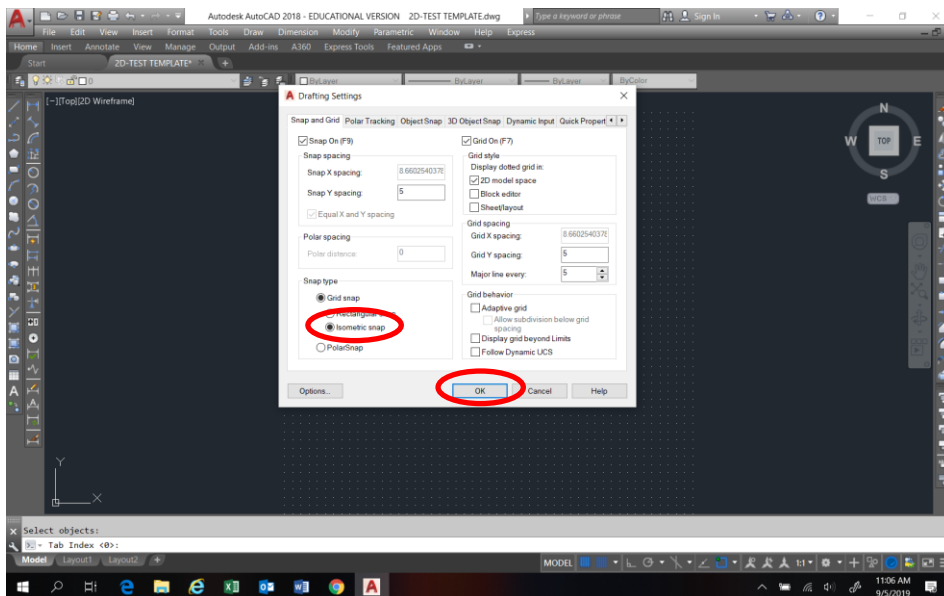 A
Autodesk AutoCAD 2018 - EDUCATIONAL VERSION 2D-TEST TEMPLATE.dwg
Type a keyword or phrase
Sign In
File Edit View Insert Format Tools Draw Dimension Modify Parametric Window Help Express
Home Insert Annotate View Manage Output Add-ins A360 Express Tools Featured Apps
Start 2D-TEST TEMPLATE*
0 ByLayer ByLayer ByLayer ByColor
[-][Top][2D Wireframe]
A Drafting Settings
Snap and Grid Polar Tracking Object Snap 3D Object Snap Dynamic Input Quick Propert
Snap On (F9)
Snap spacing
Snap X spacing: 8.6602540378
Snap Y spacing: 5
Equal X and Y spacing
Polar spacing
Polar distance: 0
Snap type
Grid snap
Isometric snap
PolarSnap
Options...
Grid On (F7)
Grid style
Display dotted grid in:
2D model space
Block editor
Sheet/layout
Grid spacing
Grid X spacing: 8.6602540378
Grid Y spacing: 5
Major line every: 5
Grid behavior
Adaptive grid
Allow subdivision below grid
spacing
Display grid beyond Limits
Follow Dynamic UCS
OK Cancel Help
N
W TOP E
S
WCS
Y
X
Select objects:
Tab Index <0>:
Model Layout1 Layout2 +
MODEL
1:1
11:06 AM
9/5/2019